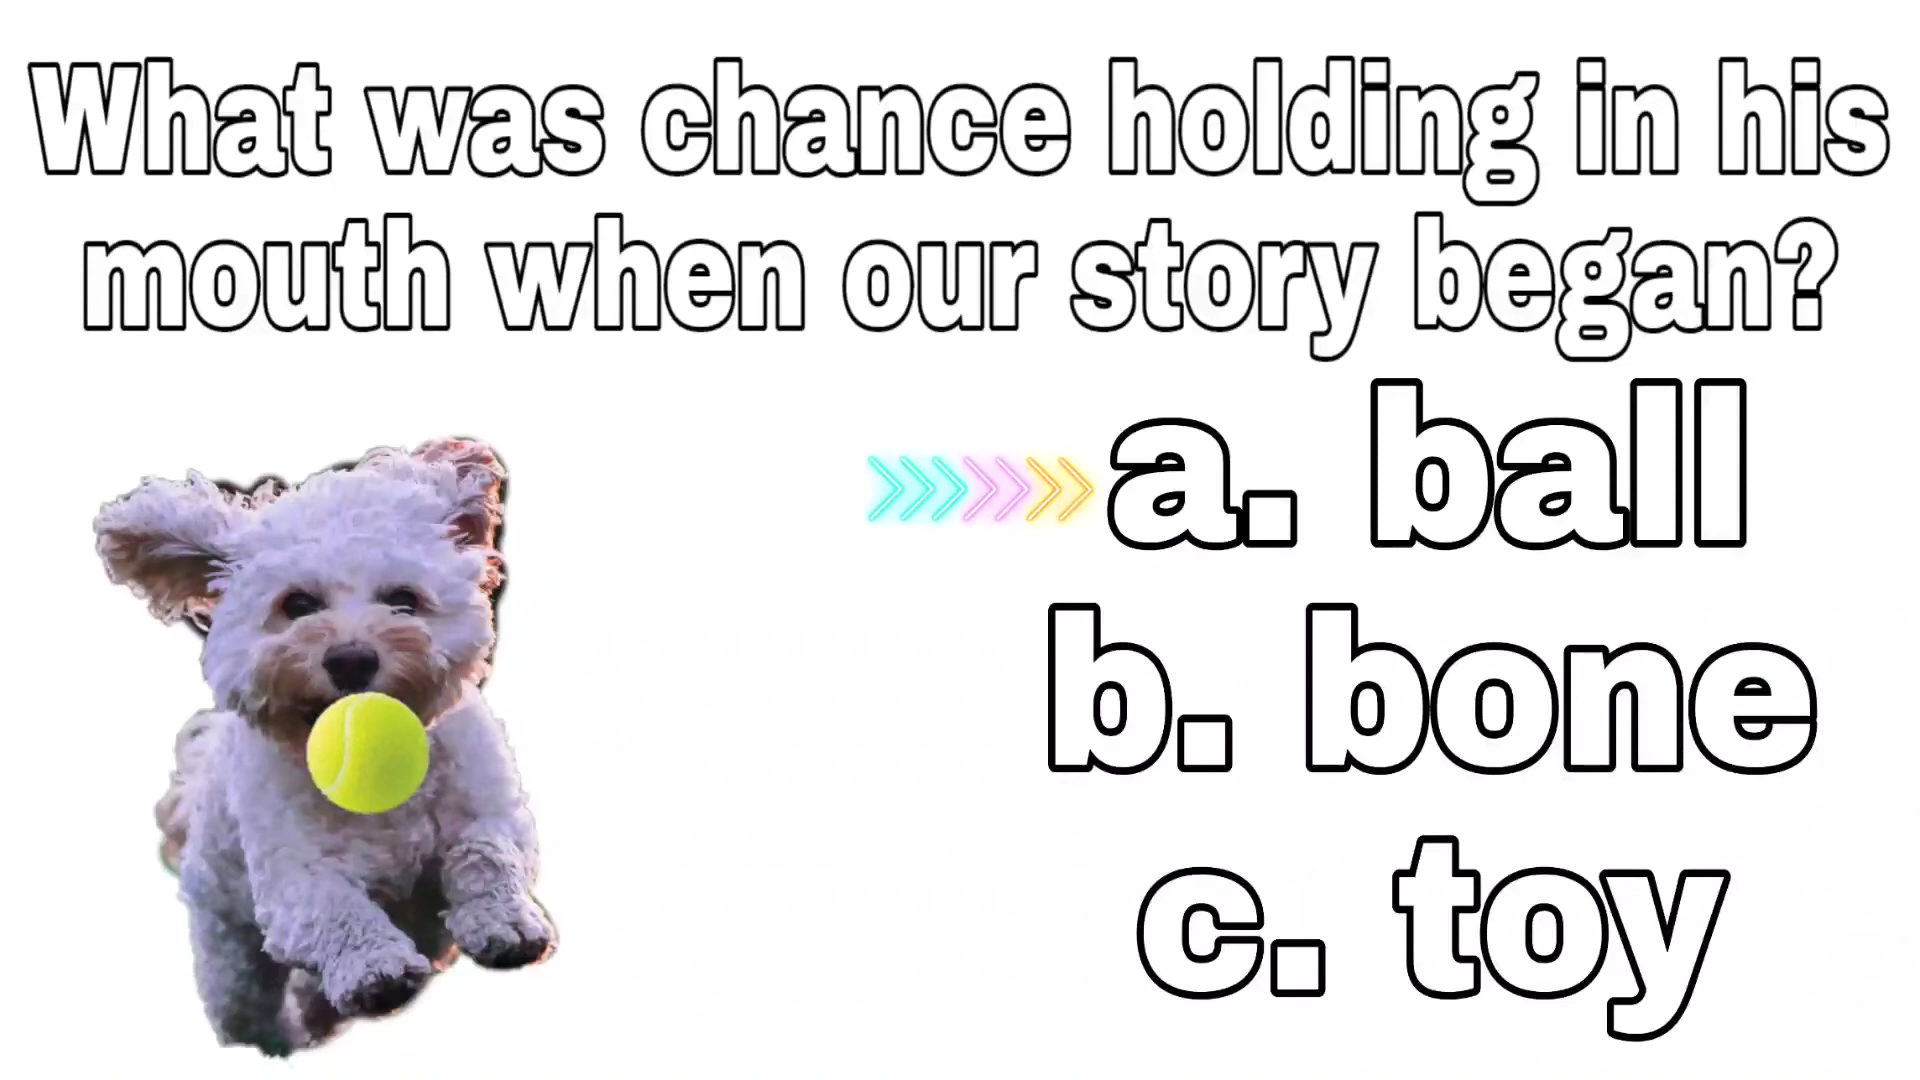 What was chance holding in his
mouth when our story began?
a. ball
b. bone
c. toy